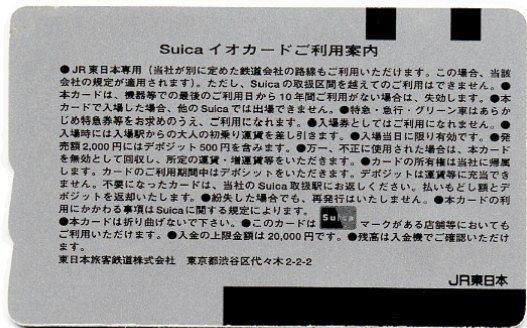 Suica イオカードご利用案内
●JR東日本専用(当社が別に定めた鉄道会社の路線もご利用いただけます。この場合、当該
会社の規定が適用されます)。ただし、Suicaの取扱区間を越えてのご利用はできません。●
本カードは、機器等での最後のご利用日から10年間ご利用がない場合は、失効します。●本
カードで入場した場合、他のSuicaでは出場できません。●特急・急行・グリーン車はあらか
じめ特急券等をお求めのうえ、ご利用になれます。●入場券としてはご利用になれません。●
入場時には入場駅からの大人の初乗り運賃を差し引きます。●入場当日に限り有効です。●発
売額2,000円にはデポジット500円を含みます。●万一、不正に使用された場合は、本カード
を無効として回収し、所定の運賃・増運賃等をいただきます。●カードの所有権は当社に帰属
します。カードのご利用期間中はデポジットをいただきます。デポジットは運賃等に充当でき
ません。不要になったカードは、当社のSuica取扱駅にお返しください。払いもどし額とデ
ポジットを返却いたします。●紛失した場合でも、再発行はいたしません。●本カードの利
用にかかわる事項はSuicaに関する規定によります。
●本カードは折り曲げないで下さい。●このカードは Suica マークがある店舗等においても
ご利用いただけます。●入金の上限金額は20,000円です。●残高は入金機でご確認いただけ
ます。
東日本旅客鉄道株式会社 東京都渋谷区代々木2-2-2
JR東日本